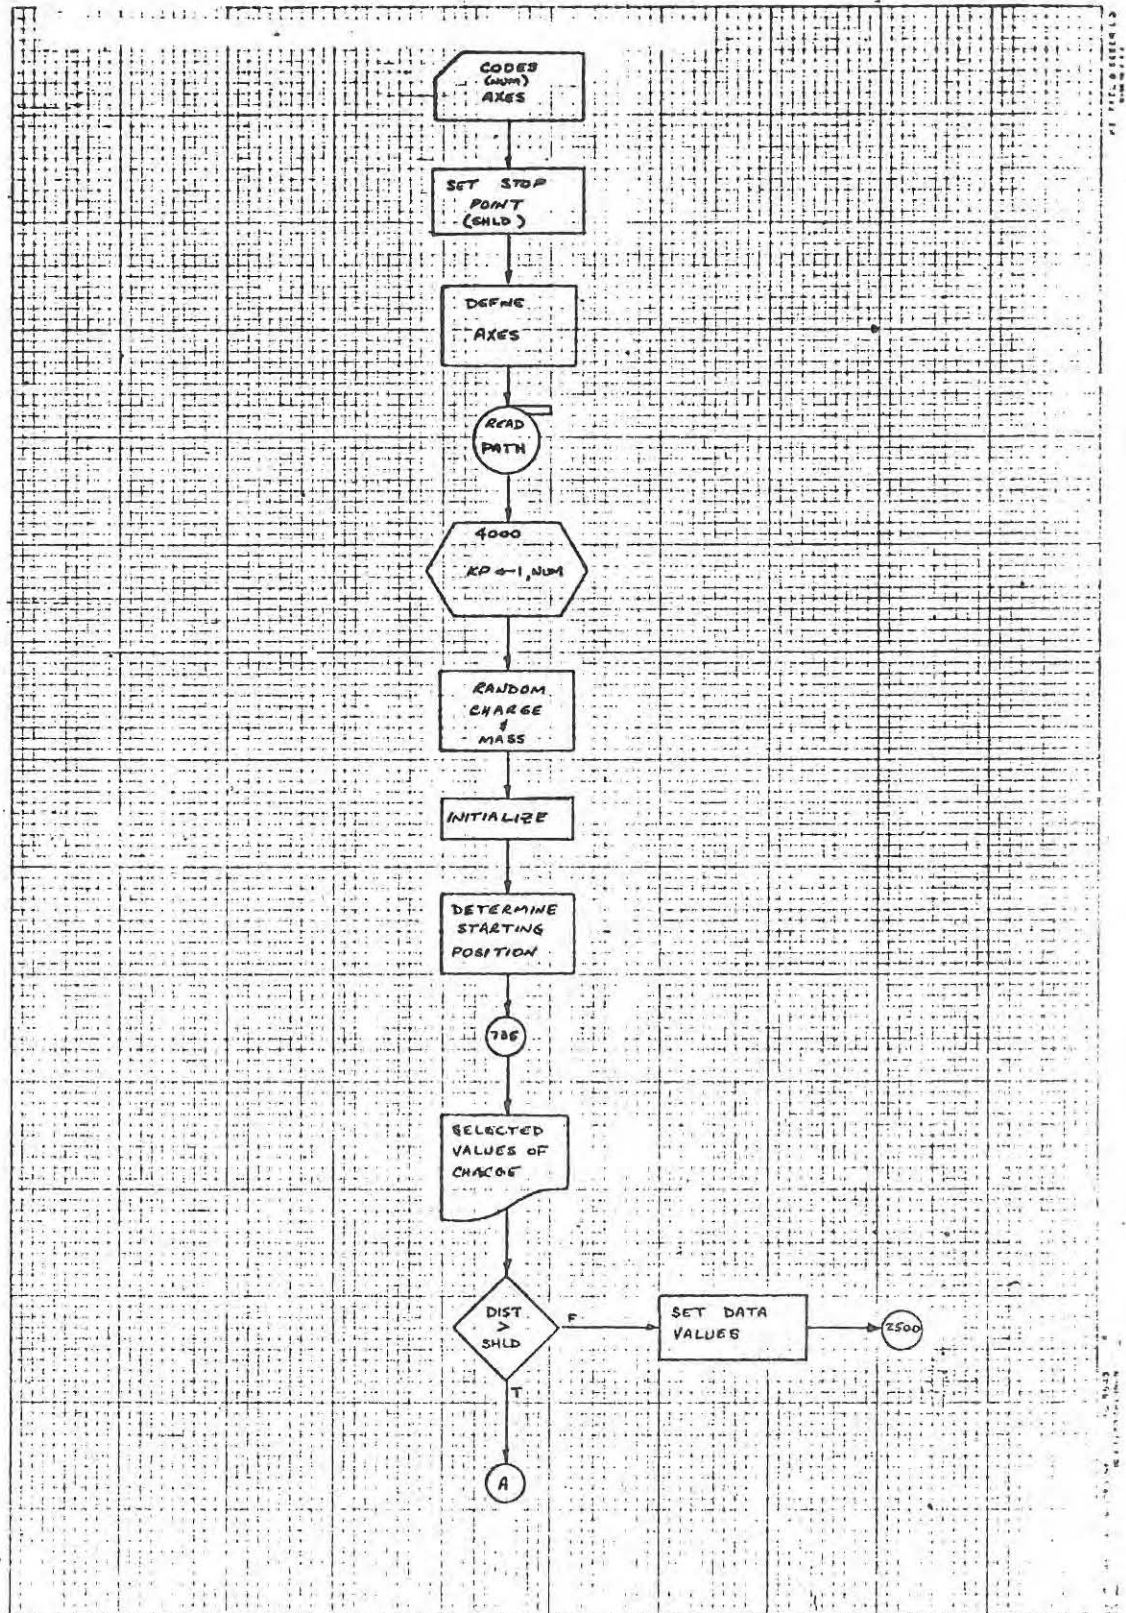 CODES
(NUM)
AXES
SET STOP
POINT
(SHLD)
DEFINE
AXES
READ
PATH
4000
KP ← 1, NUM
RANDOM
CHARGE
&
MASS
INITIALIZE
DETERMINE
STARTING
POSITION
SELECTED
VALUES OF
CHARGE
DIST
>
SHLD
F
SET DATA
VALUES
2500
T
A